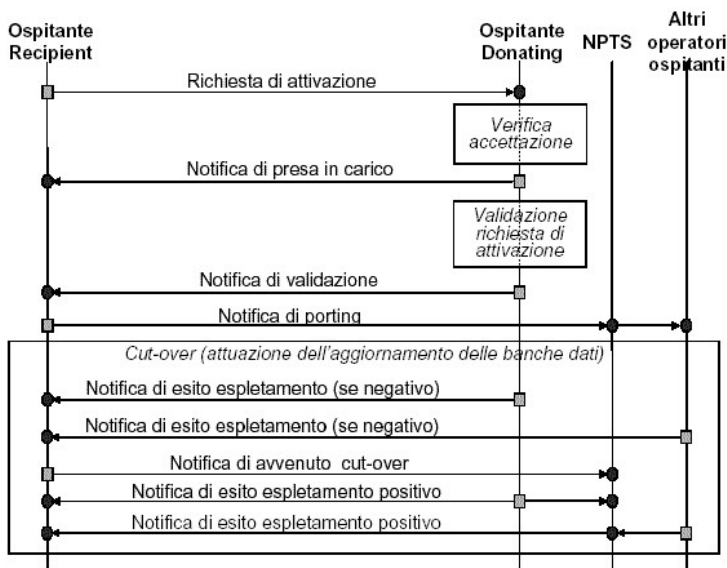 Ospitante
Recipient
Ospitante
Donating
NPTS
Altri
operatori
ospitanti
Richiesta di attivazione
Verifica
accettazione
Notifica di presa in carico
Validazione
richiesta di
attivazione
Notifica di validazione
Notifica di porting
Cut-over (attuazione dell'aggiornamento delle banche dati)
Notifica di esito espletamento (se negativo)
Notifica di esito espletamento (se negativo)
Notifica di avvenuto cut-over
Notifica di esito espletamento positivo
Notifica di esito espletamento positivo